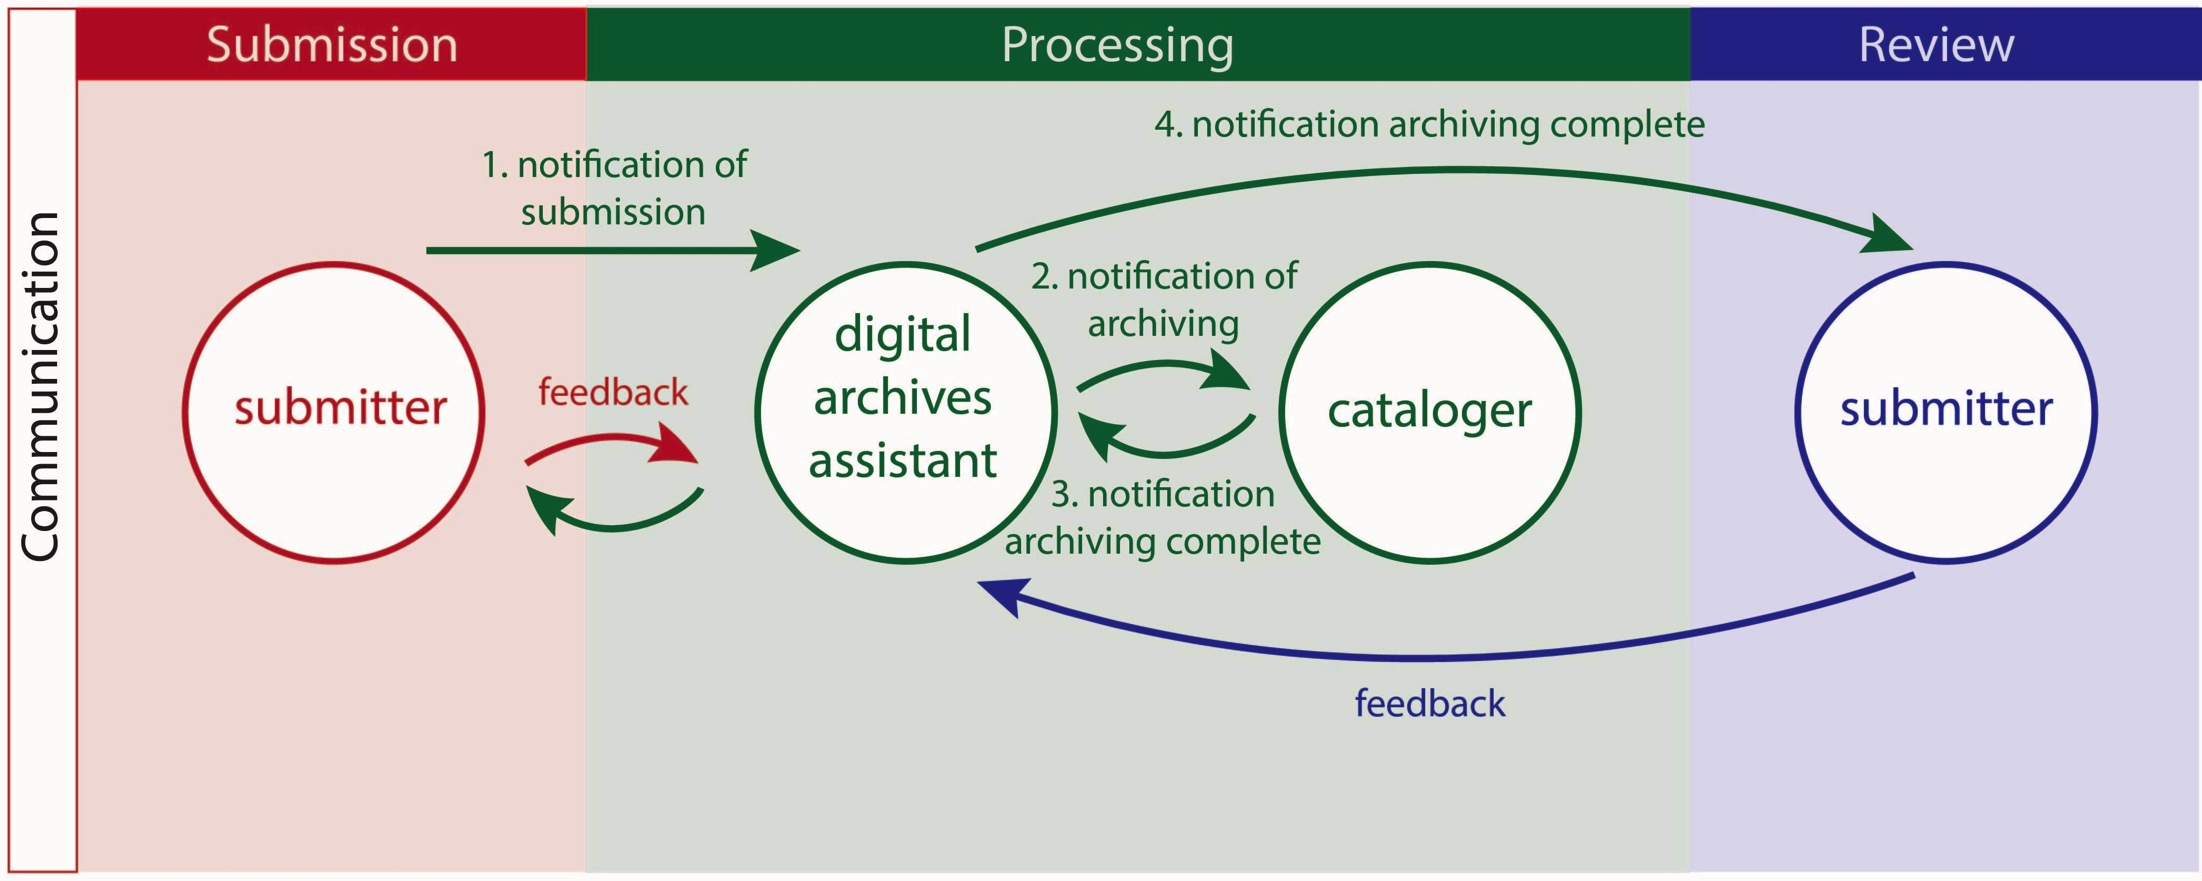 Communication
Submission
Processing
Review
4. notification archiving complete
1. notification of
submission
2. notification of
archiving
digital
archives
assistant
submitter
feedback
cataloger
submitter
3. notification
archiving complete
feedback